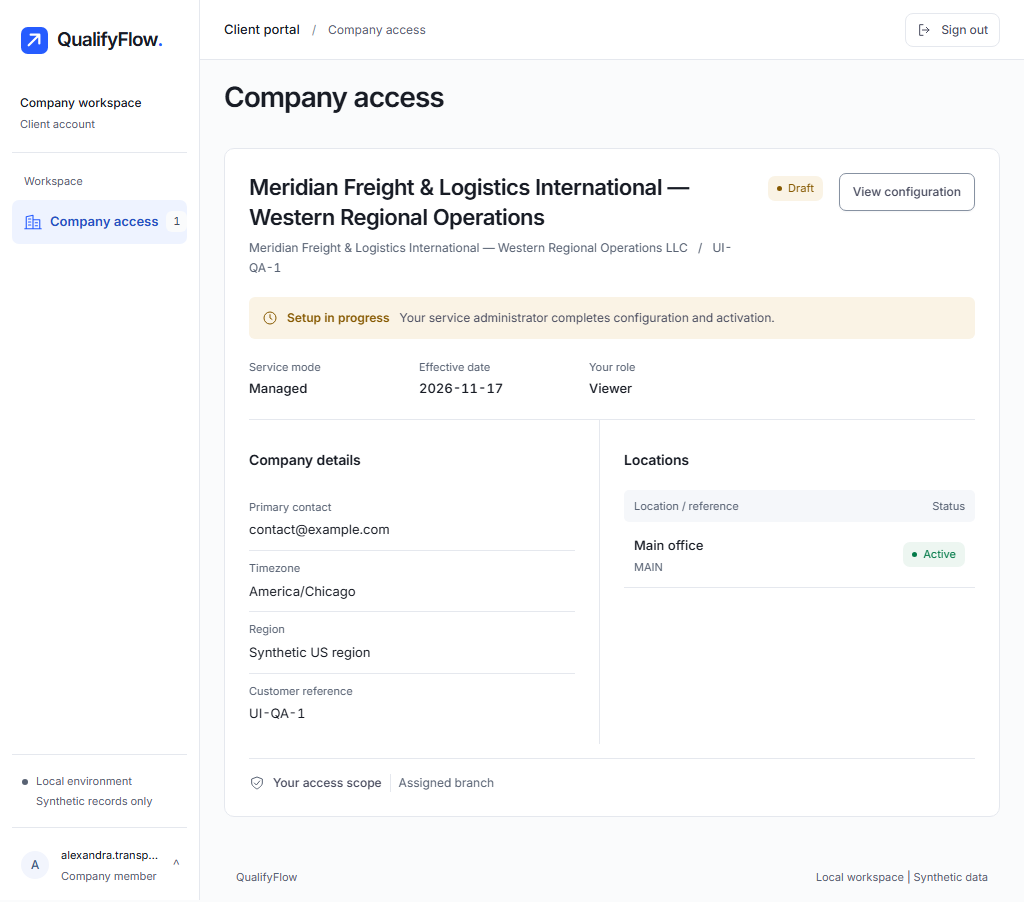 QualifyFlow.
Company workspace
Client account
Workspace
Company access 1
Local environment
Synthetic records only
A
alexandra.transp...
Company member
Client portal / Company access
Sign out
Company access
Meridian Freight & Logistics International —
Western Regional Operations
Draft
View configuration
Meridian Freight & Logistics International — Western Regional Operations LLC / UI-
QA-1
Setup in progress Your service administrator completes configuration and activation.
Service mode
Managed
Effective date
2026-11-17
Your role
Viewer
Company details
Primary contact
contact@example.com
Timezone
America/Chicago
Region
Synthetic US region
Customer reference
UI-QA-1
Locations
Location / reference Status
Main office
MAIN
Active
Your access scope Assigned branch
QualifyFlow
Local workspace | Synthetic data